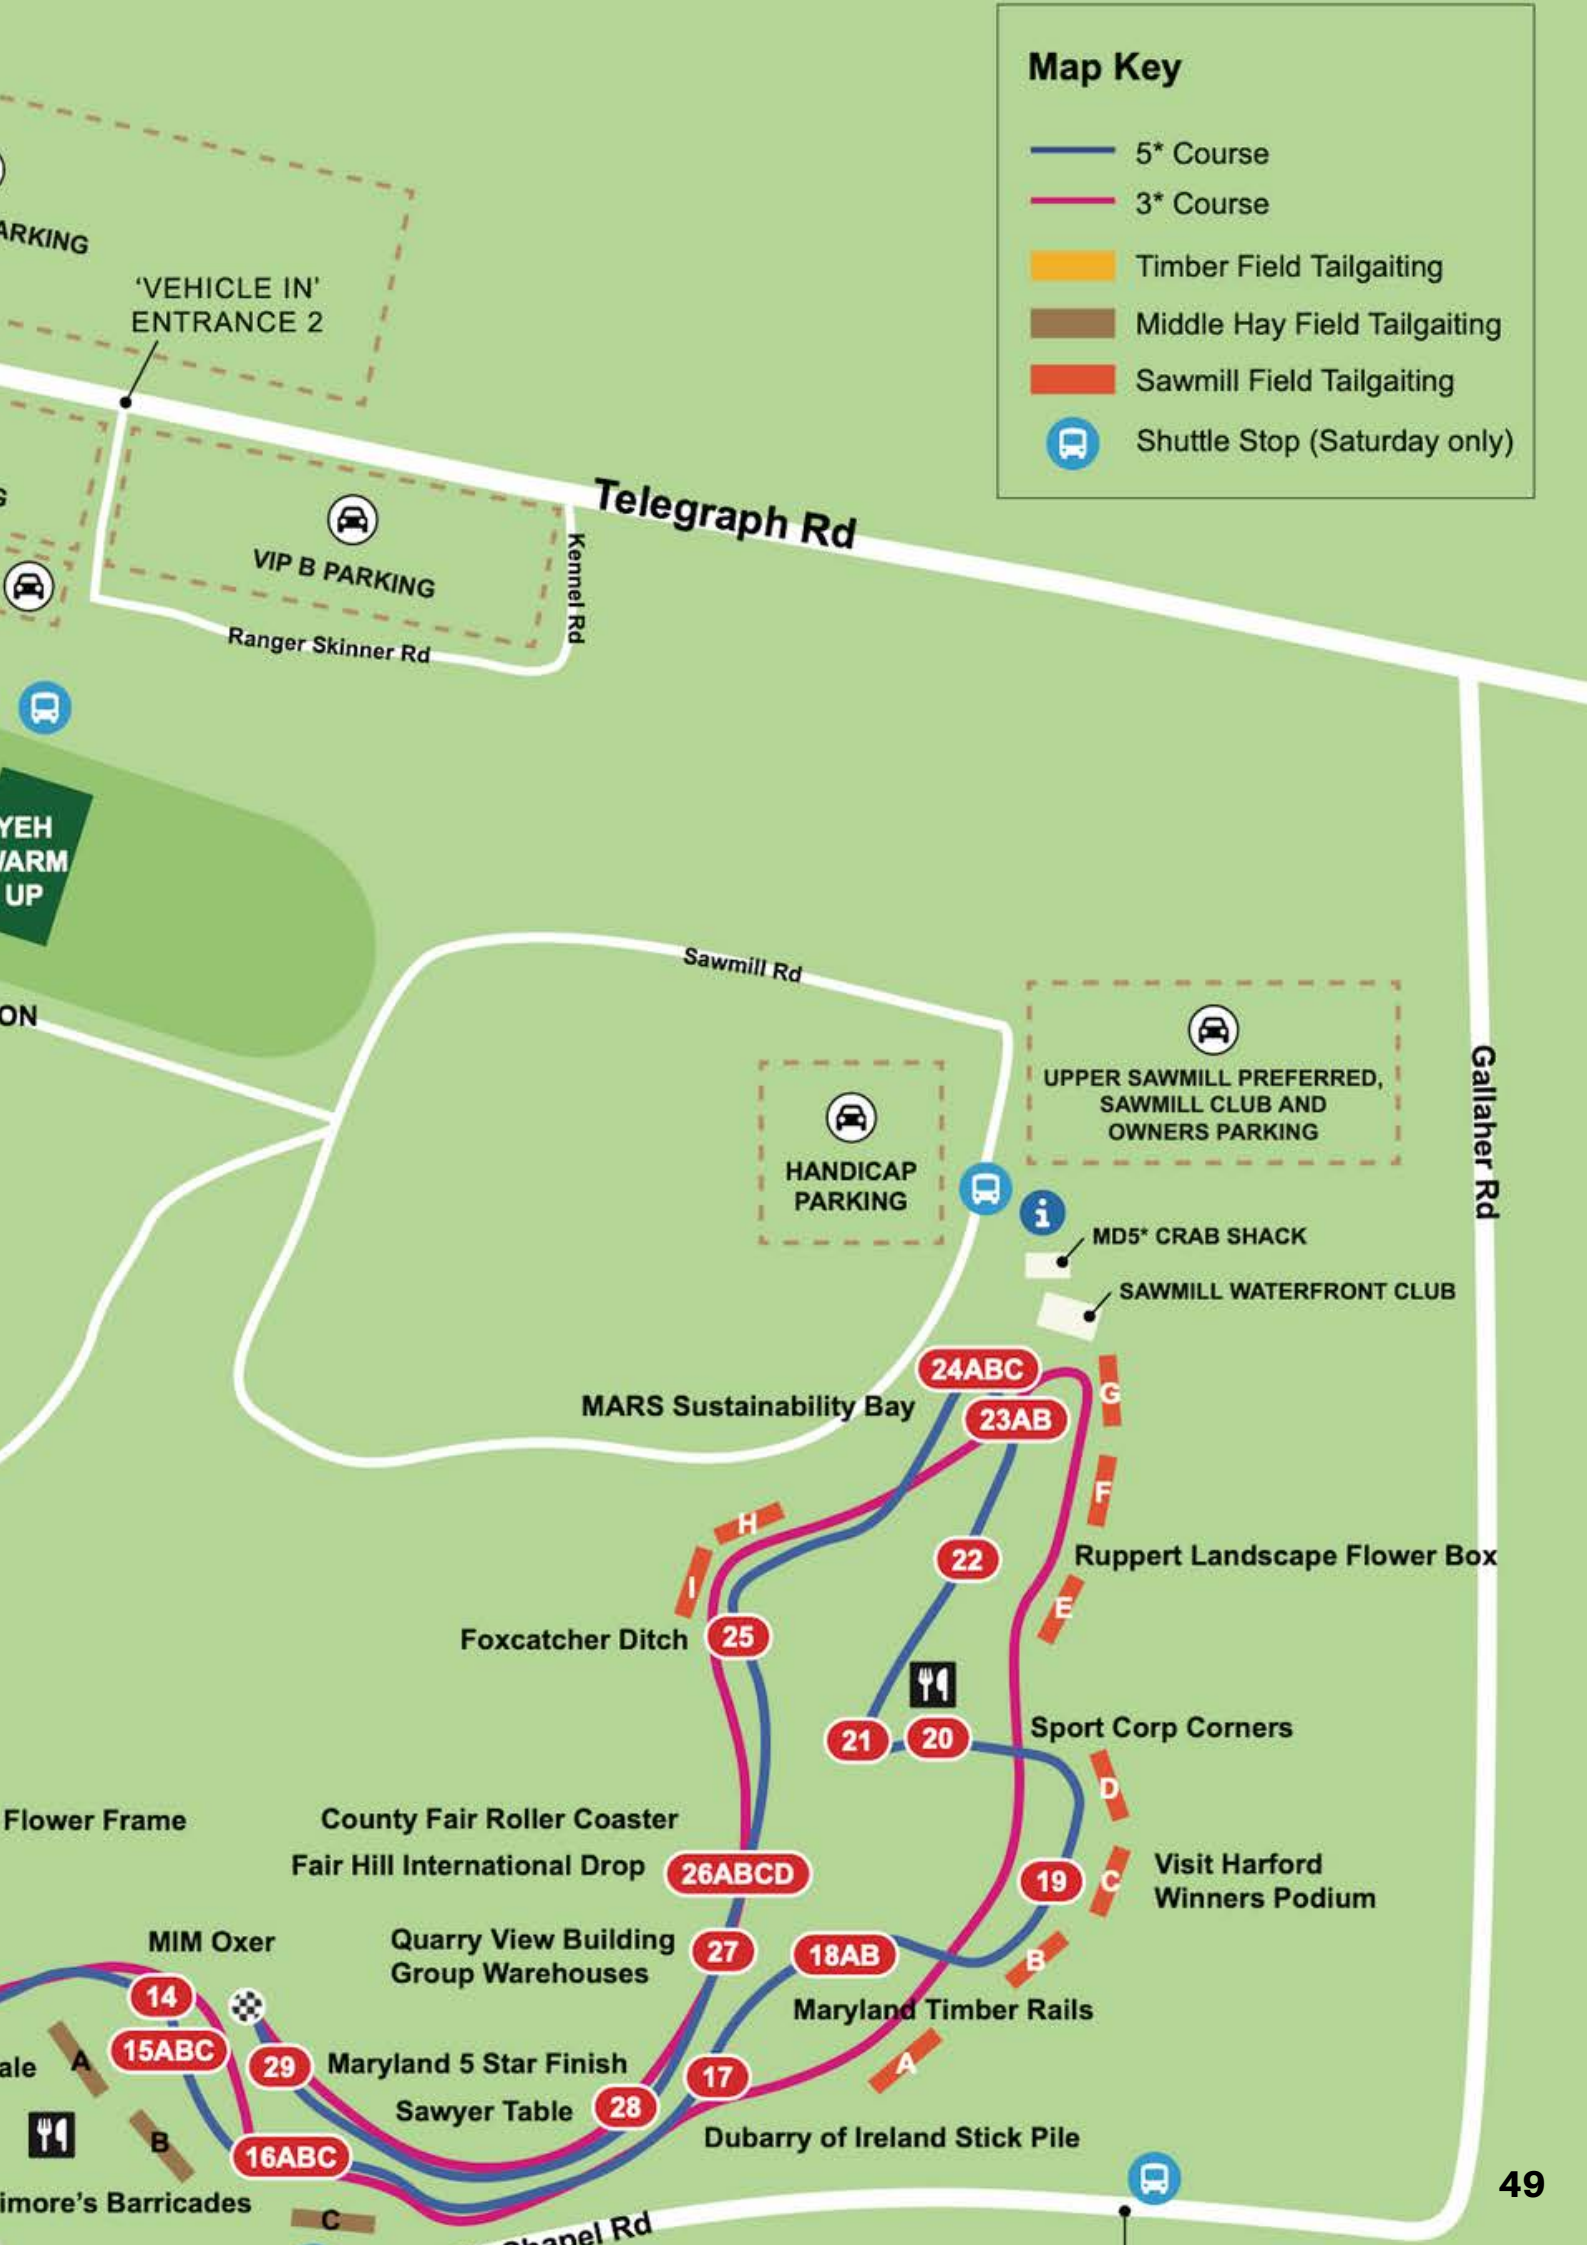 Map Key
5* Course
3* Course
Timber Field Tailgaiting
Middle Hay Field Tailgaiting
Sawmill Field Tailgaiting
Shuttle Stop (Saturday only)
ARKING
‘VEHICLE IN’
ENTRANCE 2
Telegraph Rd
VIP B PARKING
Kennel Rd
Ranger Skinner Rd
YEH
UP
ON
Sawmill Rd
UPPER SAWMILL PREFERRED,
SAWMILL CLUB AND
OWNERS PARKING
Gallaher Rd
HANDICAP
PARKING
i
MD5* CRAB SHACK
SAWMILL WATERFRONT CLUB
24ABC
G
MARS Sustainability Bay
23AB
F
H
22
Ruppert Landscape Flower Box
I
E
Foxcatcher Ditch
25
21
20
Sport Corp Corners
D
Flower Frame
County Fair Roller Coaster
Fair Hill International Drop
26ABCD
19
C
Visit Harford
Winners Podium
MIM Oxer
Quarry View Building
Group Warehouses
27
18AB
B
14
Maryland Timber Rails
15ABC
A
29
Maryland 5 Star Finish
17
A
Sawyer Table
28
B
16ABC
Dubarry of Ireland Stick Pile
imore’s Barricades
C
Chapel Rd
49